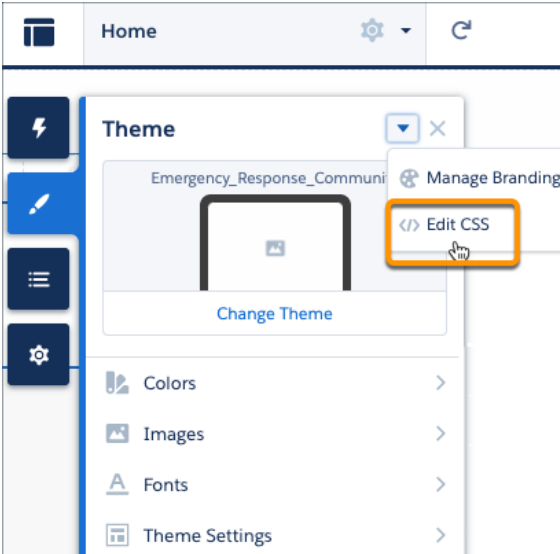 Home
Theme
Emergency_Response_Communi
Manage Branding
Edit CSS
Change Theme
Colors
Images
Fonts
Theme Settings